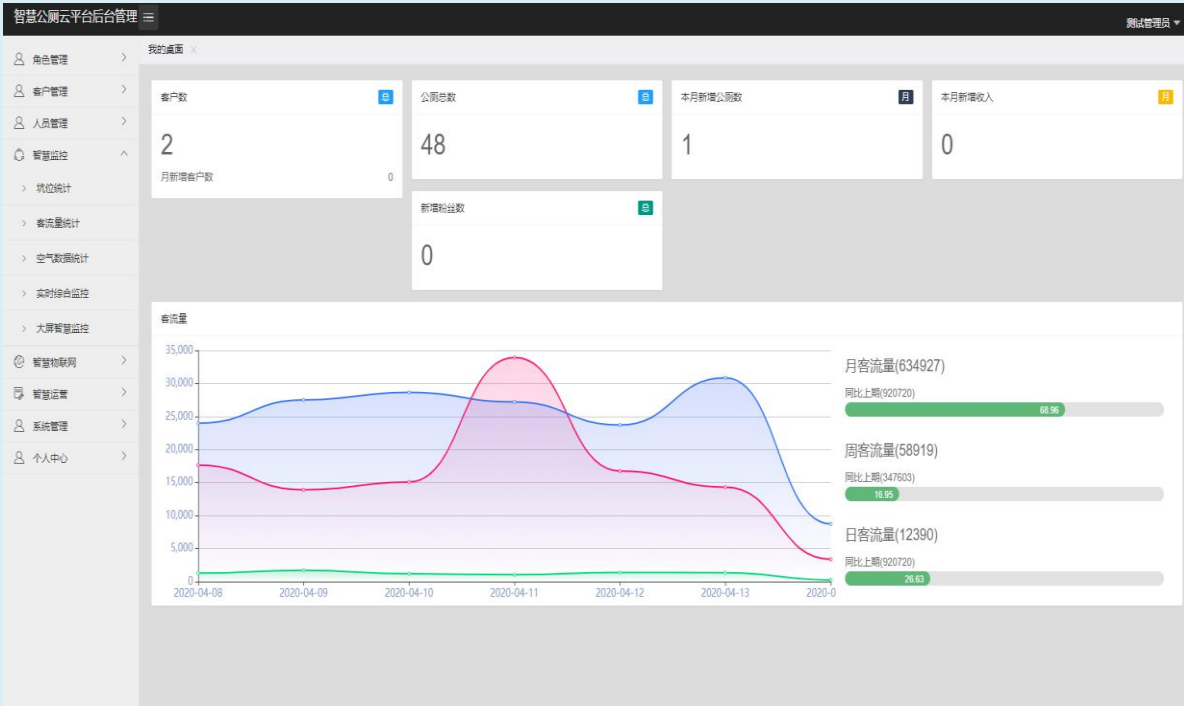 智慧公厕云平台后台管理
测试管理员
角色管理
客户管理
人员管理
智慧监控
坑位统计
客流量统计
空气数据统计
实时综合监控
大屏智慧监控
智慧物联网
智慧运营
系统管理
个人中心
我的桌面 ×
客户数 总
2
月新增客户数 0
公厕总数 总
48
本月新增公厕数 月
1
本月新增收入 月
0
新增粉丝数 总
0
客流量
35,000
30,000
25,000
20,000
15,000
10,000
5,000
0
2020-04-08 2020-04-09 2020-04-10 2020-04-11 2020-04-12 2020-04-13 2020-0
月客流量(634927)
同比上期(920720)
68.96
周客流量(58919)
同比上期(347603)
16.95
日客流量(12390)
同比上期(920720)
26.63